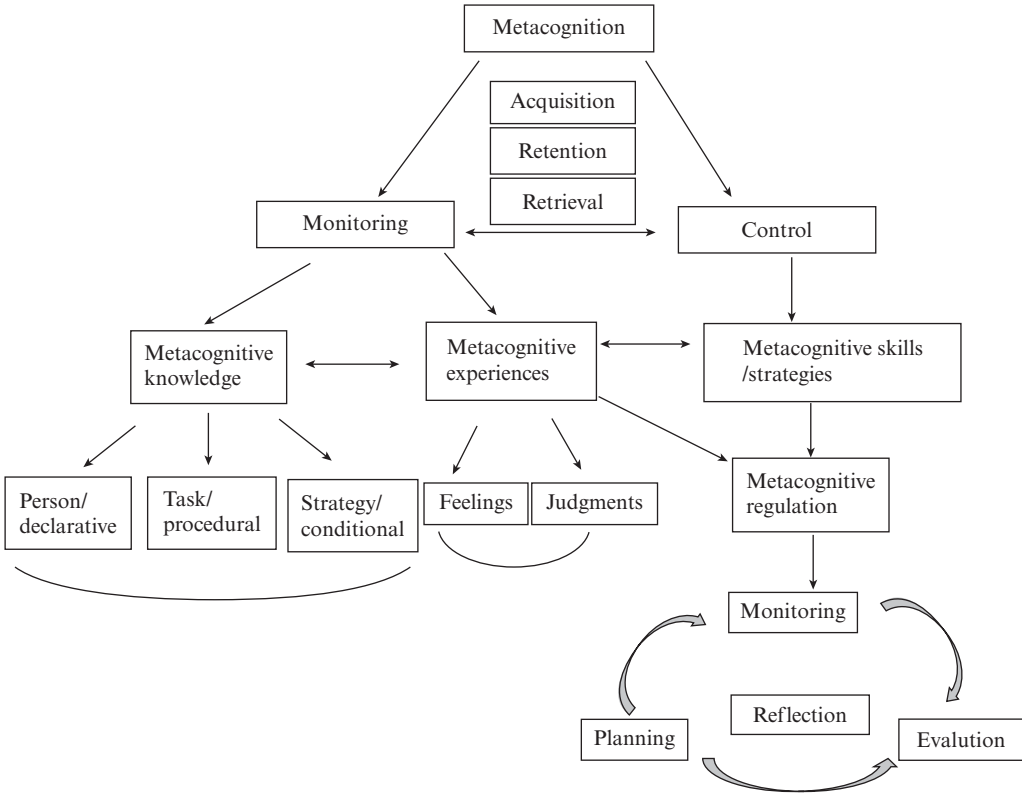 Metacognition
Acquisition
Retention
Retrieval
Monitoring
Control
Metacognitive
knowledge
Metacognitive
experiences
Metacognitive skills
/strategies
Person/
declarative
Task/
procedural
Strategy/
conditional
Feelings
Judgments
Metacognitive
regulation
Monitoring
Reflection
Planning
Evalution